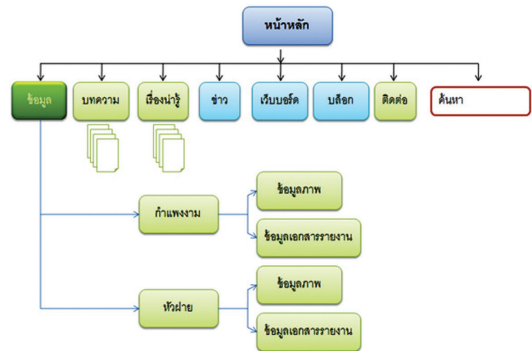 หน้าหลัก
ข้อมูล
บทความ
เรื่องน่ารู้
ข่าว
เว็บบอร์ด
บล็อก
ติดต่อ
ค้นหา
กำแพงงาม
ข้อมูลภาพ
ข้อมูลเอกสารรายงาน
หัวฝาย
ข้อมูลภาพ
ข้อมูลเอกสารรายงาน